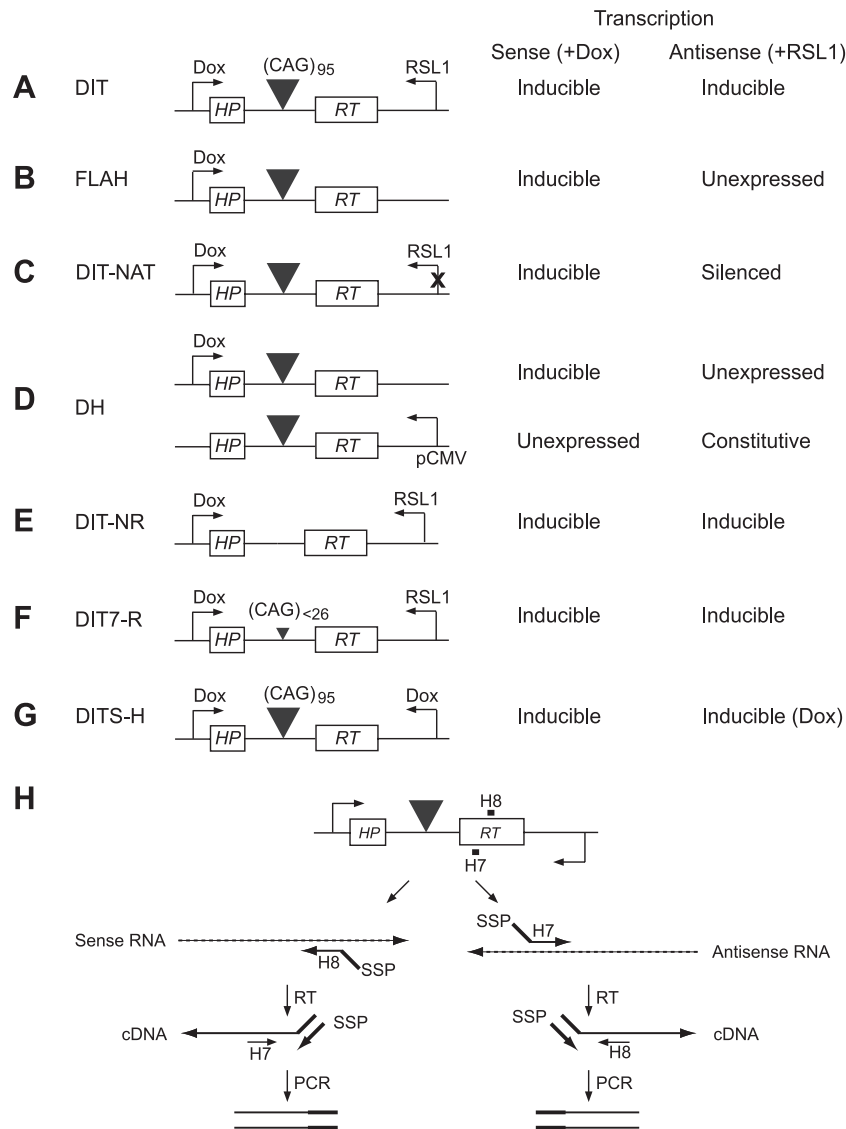 Transcription
Sense (+Dox) Antisense (+RSL1)
A DIT Dox (CAG)95 RSL1 Inducible Inducible
HP RT
B FLAH Dox Inducible Unexpressed
HP RT
C DIT-NAT Dox RSL1 X Inducible Silenced
HP RT
D DH
Dox Inducible Unexpressed
HP RT
Unexpressed Constitutive
HP RT pCMV
E DIT-NR Dox RSL1 Inducible Inducible
HP RT
F DIT7-R Dox (CAG)<26 RSL1 Inducible Inducible
HP RT
G DITS-H Dox (CAG)95 Dox Inducible Inducible (Dox)
HP RT
H
H8
HP RT
H7
Sense RNA H8 SSP
SSP H7 Antisense RNA
RT RT
cDNA H7 SSP
SSP H8 cDNA
PCR PCR